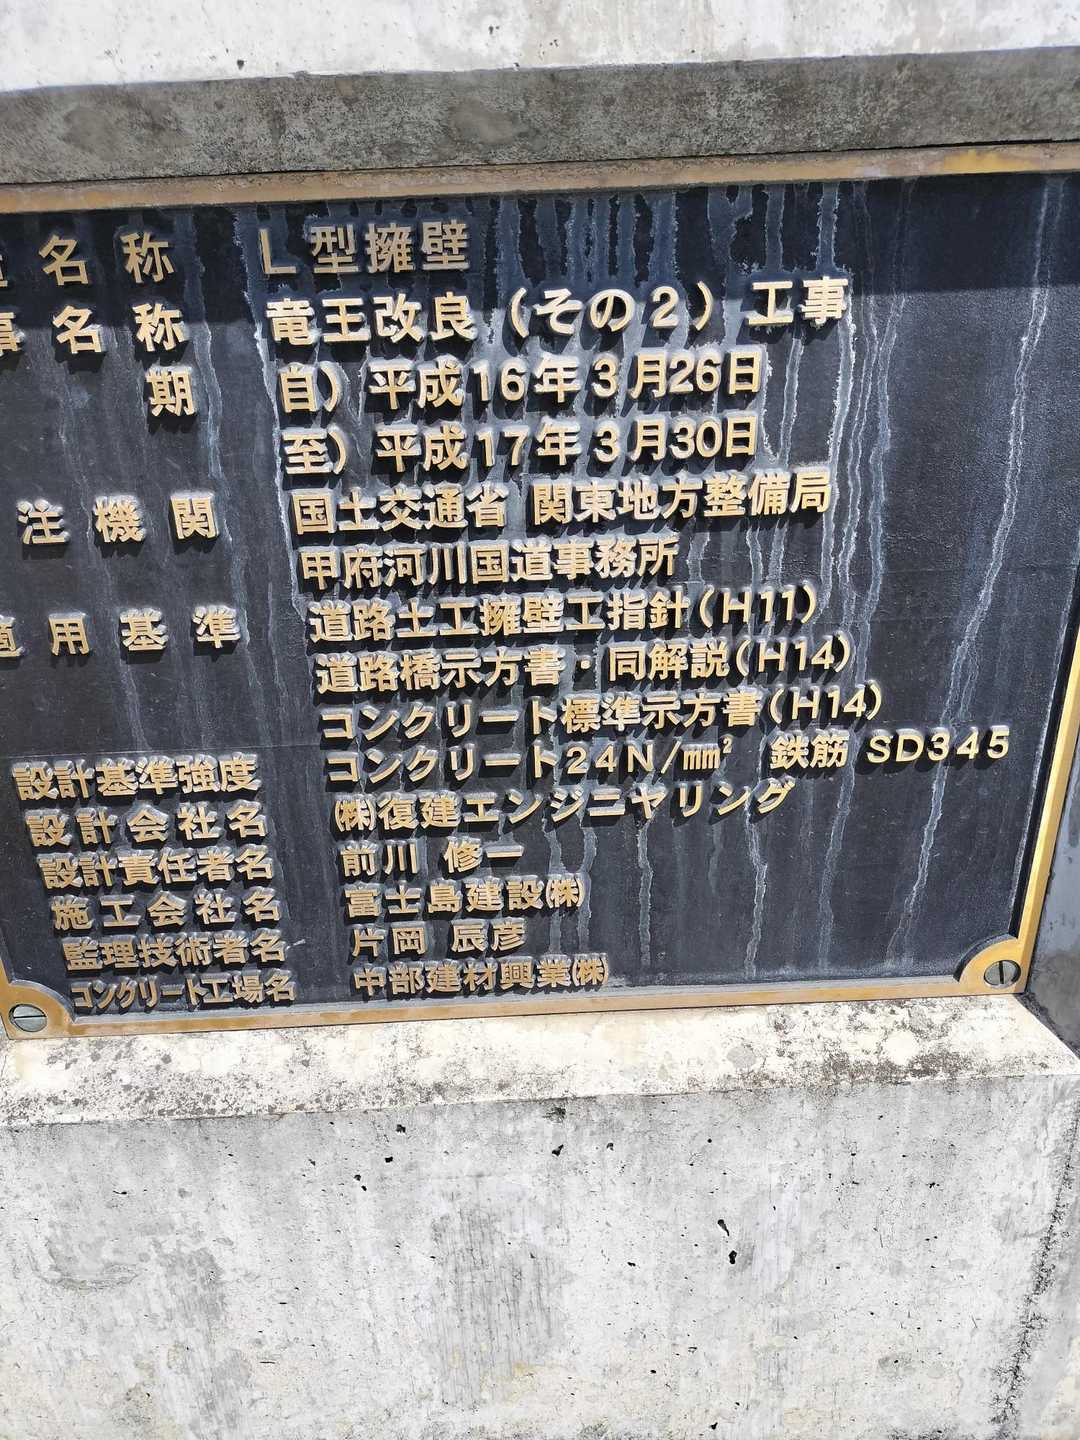 名称 L型擁壁
事名称 竜王改良(その2)工事
期 自)平成16年3月26日
至)平成17年3月30日
注機関 国土交通省 関東地方整備局
甲府河川国道事務所
適用基準 道路土工擁壁工指針(H11)
道路橋示方書・同解説(H14)
コンクリート標準示方書(H14)
設計基準強度 コンクリート24N/mm² 鉄筋 SD345
設計会社名 ㈱復建エンジニヤリング
設計責任者名 前川 修一
施工会社名 富士島建設㈱
監理技術者名 片岡 辰彦
コンクリート工場名 中部建材興業㈱